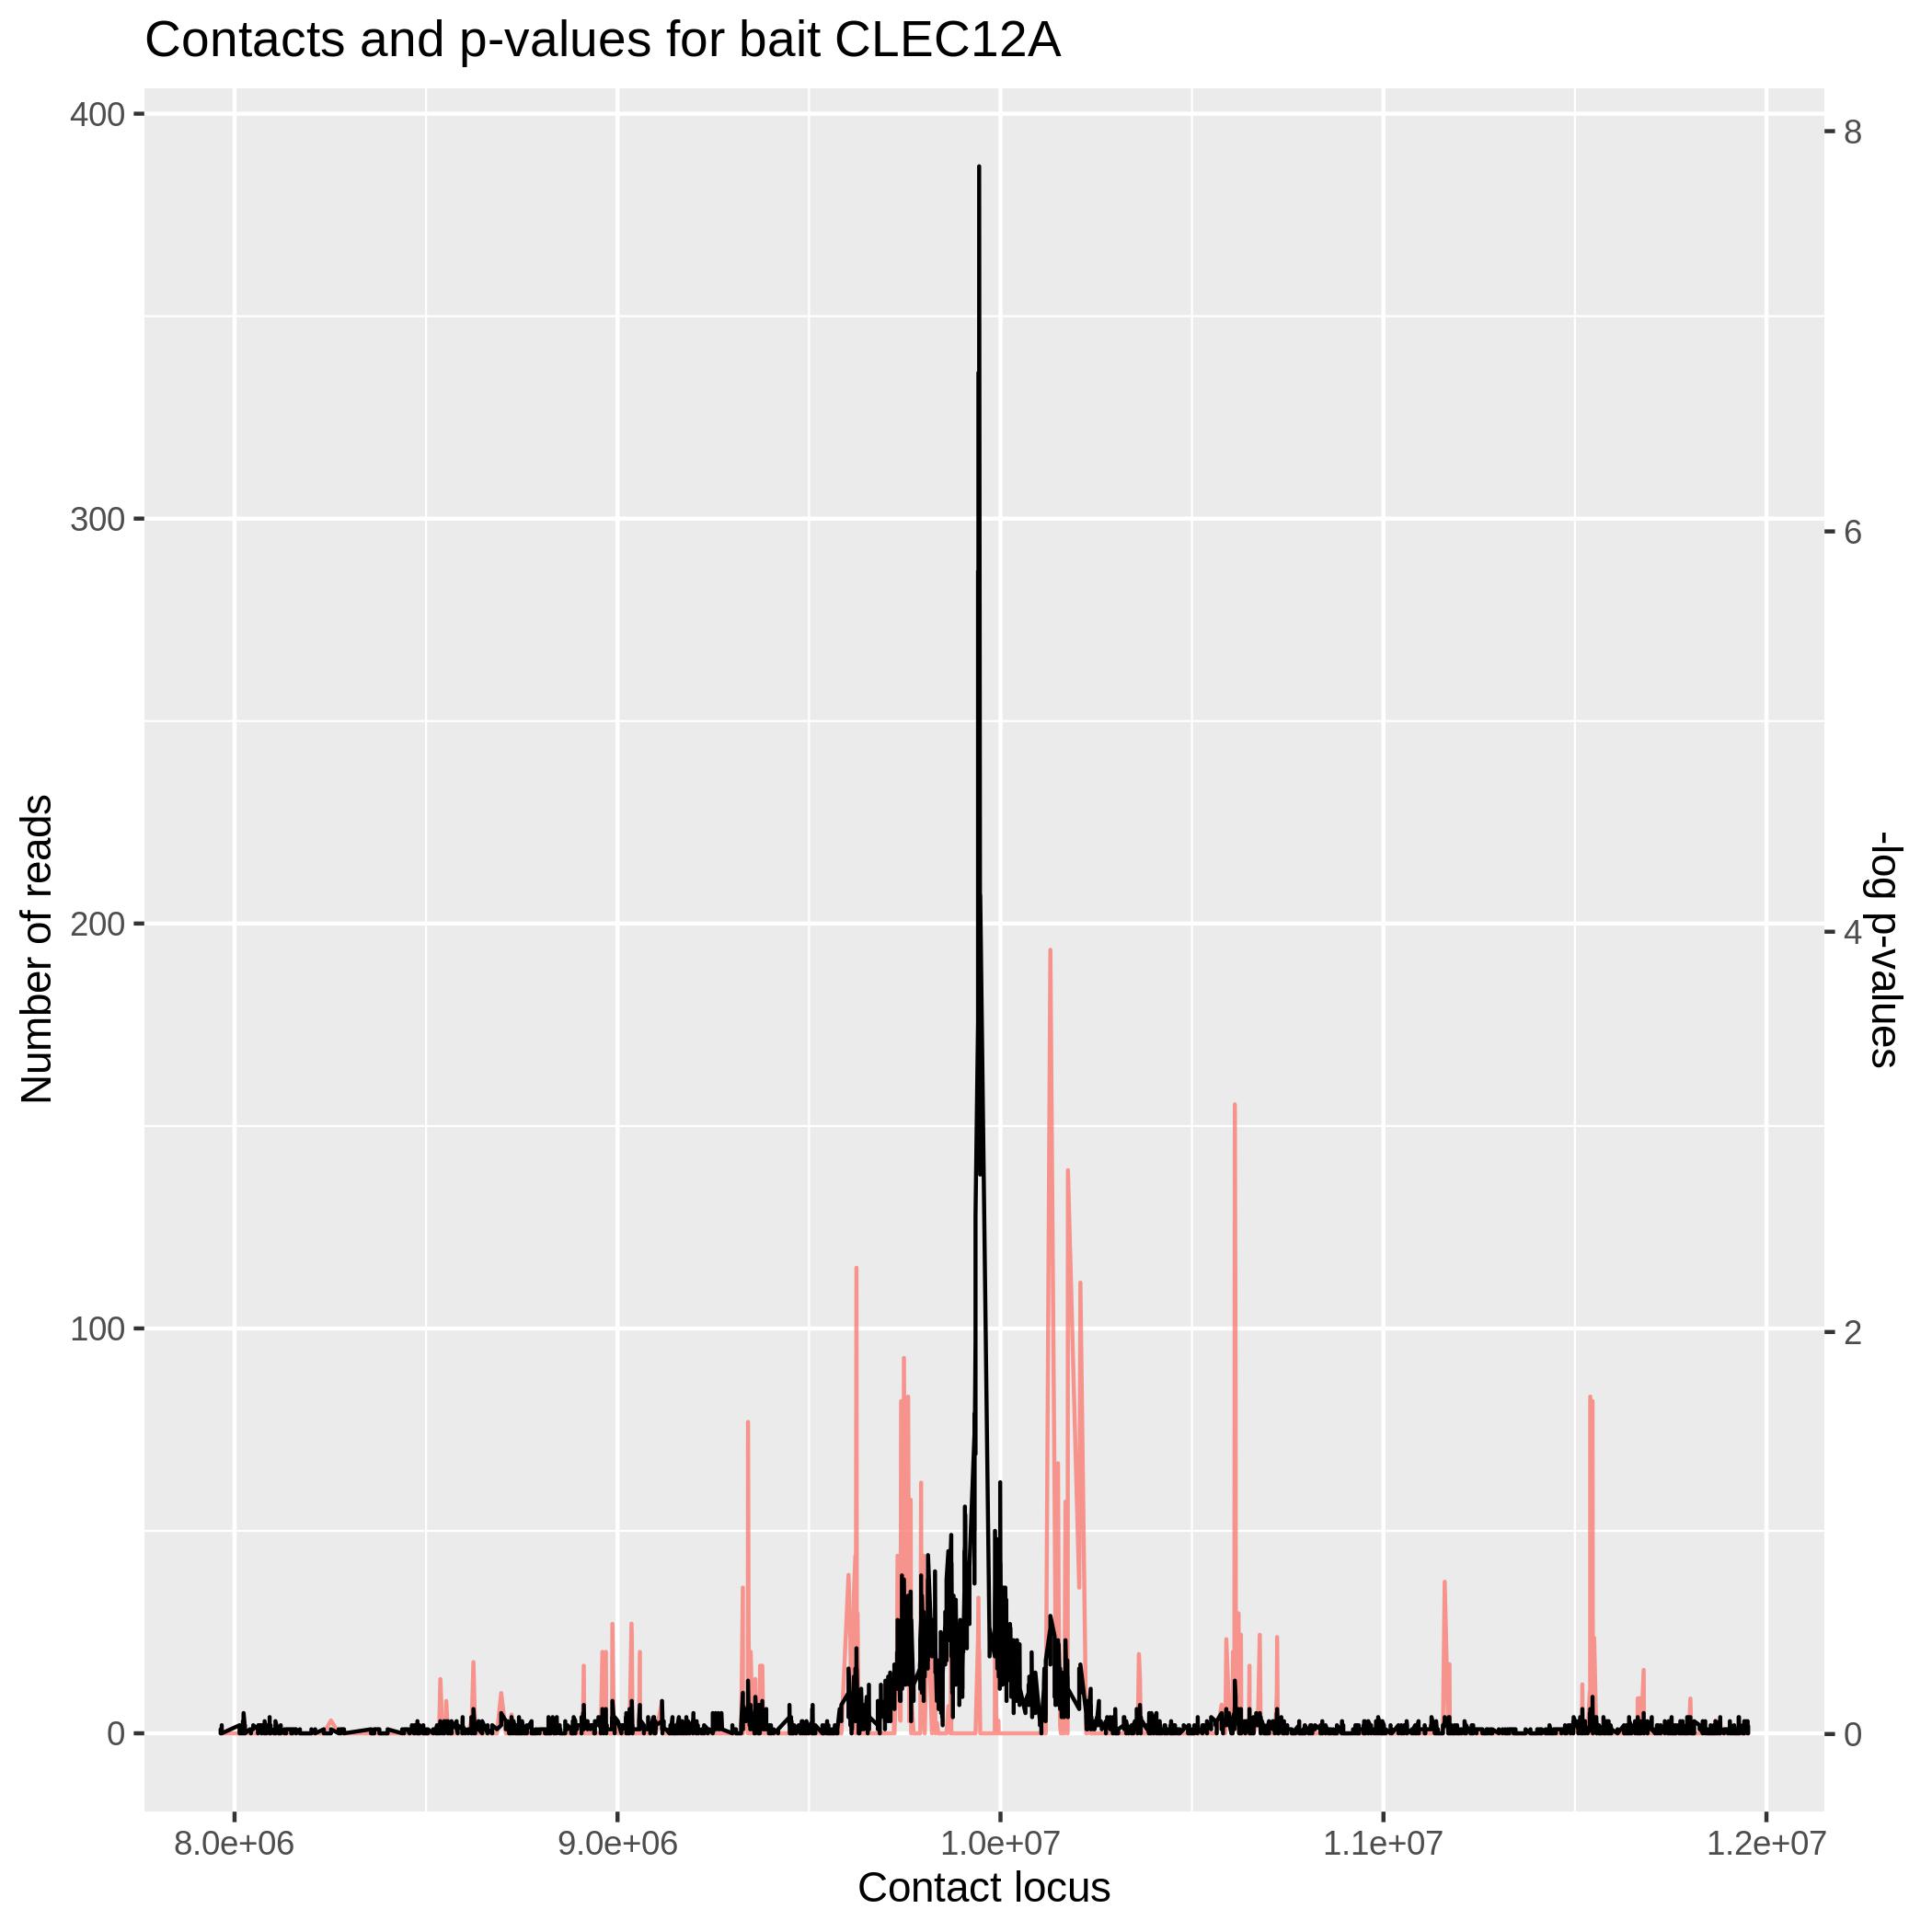 Contacts and p-values for bait CLEC12A
400
300
200
100
0
Number of reads
8
6
4
2
0
-log p-values
8.0e+06
9.0e+06
1.0e+07
1.1e+07
1.2e+07
Contact locus